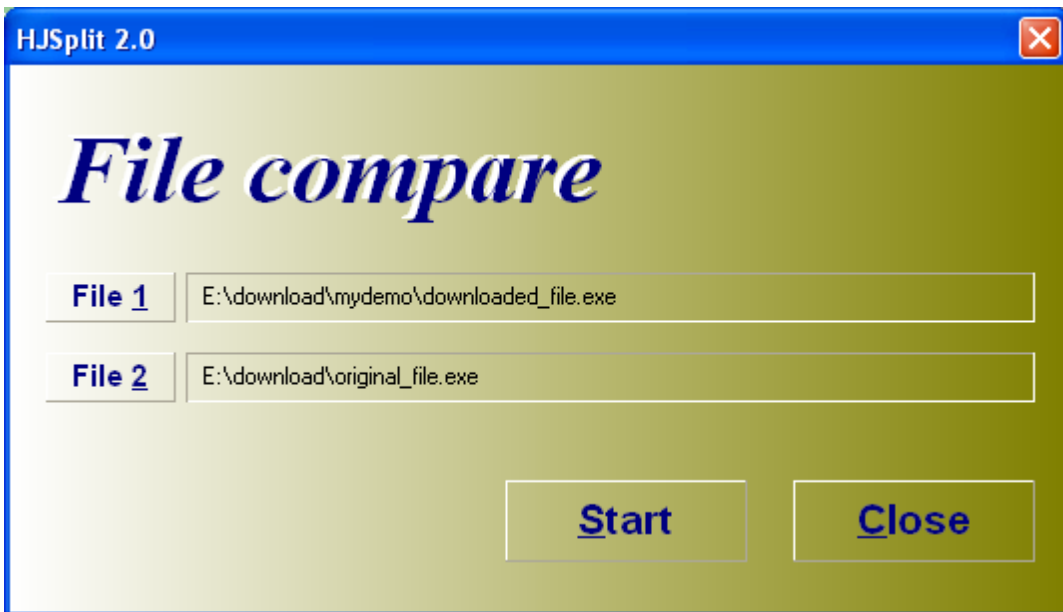 HJSplit 2.0
File compare
File 1
E:\download\mydemo\downloaded_file.exe
File 2
E:\download\original_file.exe
Start
Close